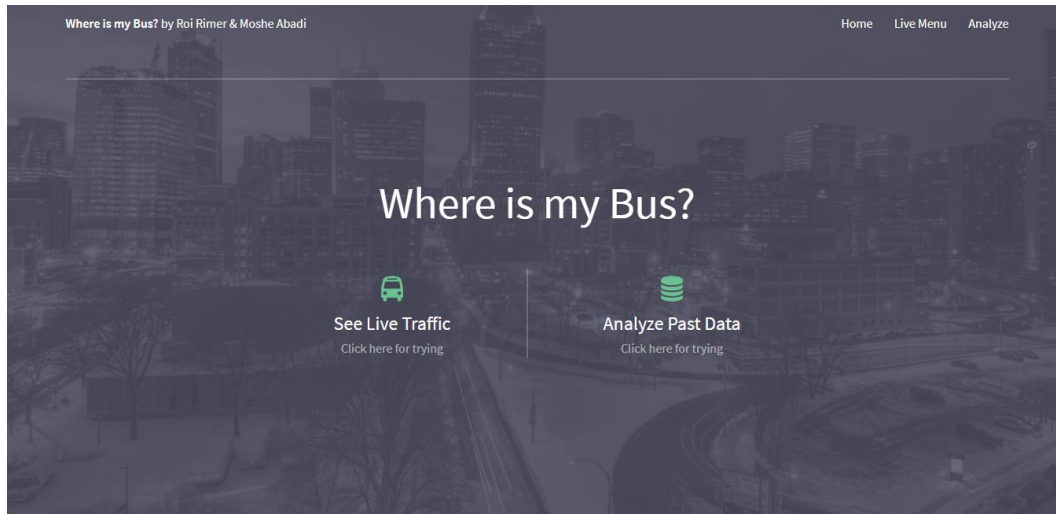 Where is my Bus? by Roi Rimer & Moshe Abadi
Home Live Menu Analyze
Where is my Bus?
See Live Traffic
Click here for trying
Analyze Past Data
Click here for trying